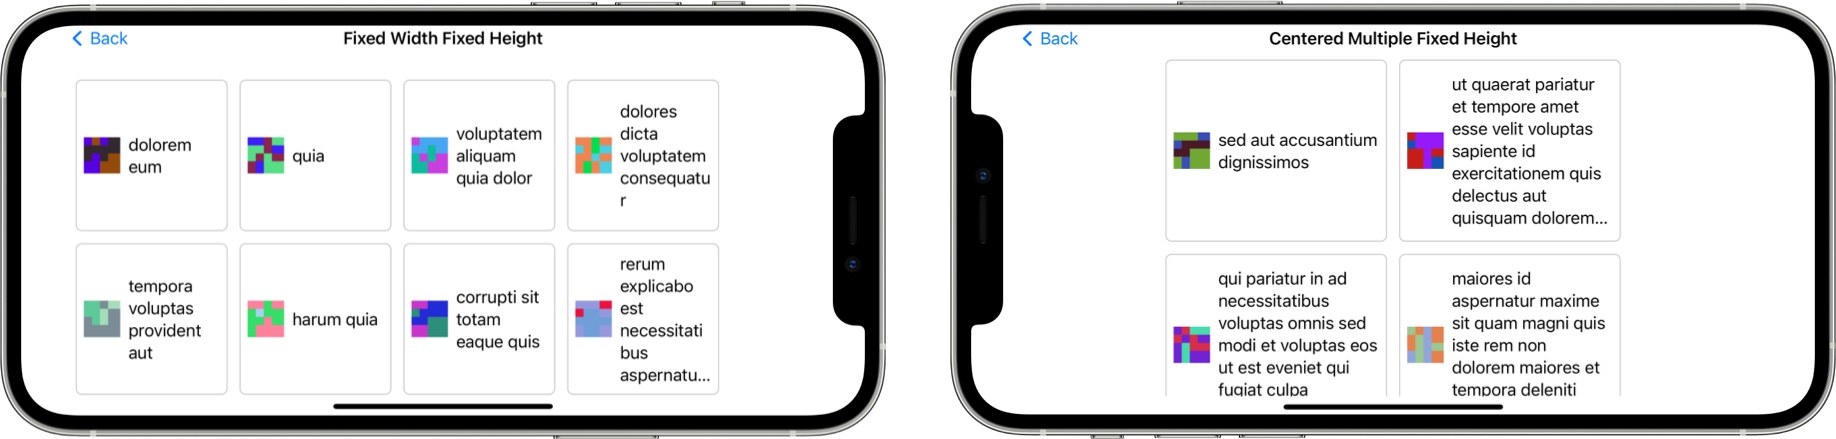 Back
Fixed Width Fixed Height
dolorem
eum
quia
voluptatem
aliquam
quia dolor
dolores
dicta
voluptatem
consequatu
r
tempora
voluptas
provident
aut
harum quia
corrupti sit
totam
eaque quis
rerum
explicabo
est
necessitati
bus
aspernatu...
Back
Centered Multiple Fixed Height
sed aut accusantium
dignissimos
ut quaerat pariatur
et tempore amet
esse velit voluptas
sapiente id
exercitationem quis
delectus aut
quisquam dolorem...
qui pariatur in ad
necessitatibus
voluptas omnis sed
modi et voluptas eos
ut est eveniet qui
fugiat culpa
maiores id
aspernatur maxime
sit quam magni quis
iste rem non
dolorem maiores et
tempora deleniti